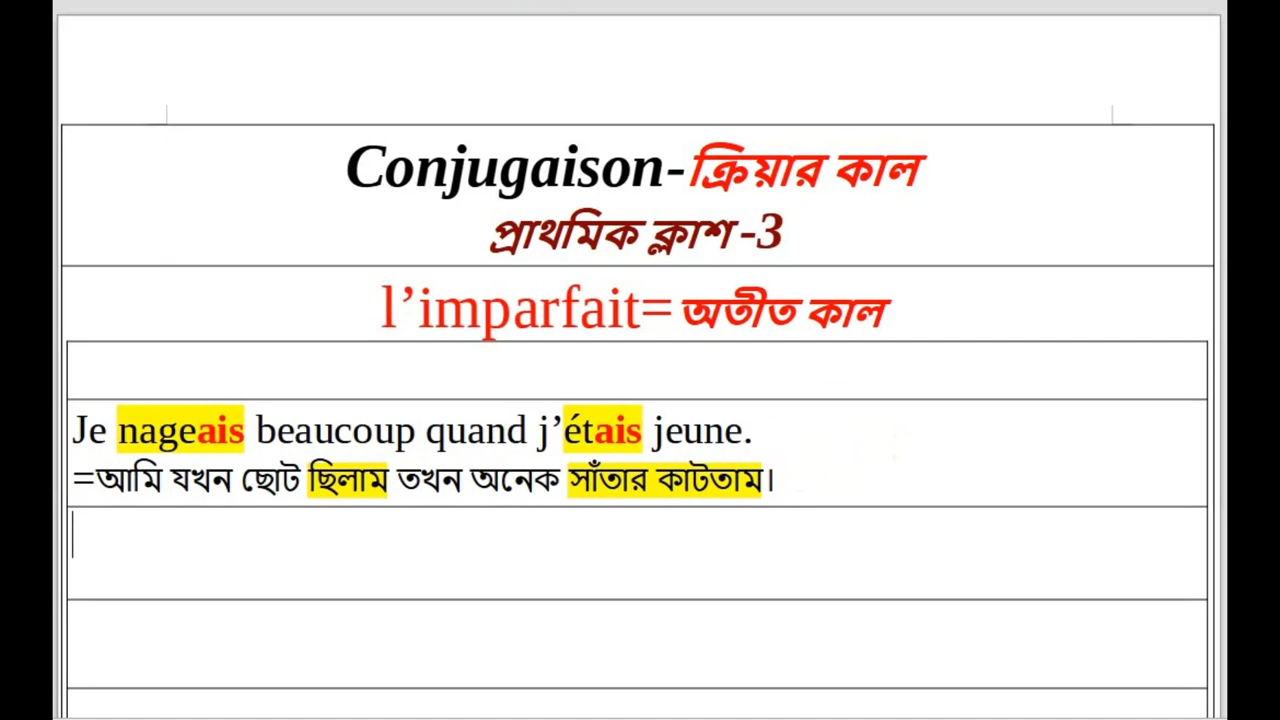 Conjugaison-ক্রিয়ার কাল
প্রাথমিক ক্লাশ -3
l’imparfait= অতীত কাল
Je nageais beaucoup quand j’étais jeune.
=আমি যখন ছোট ছিলাম তখন অনেক সাঁতার কাটতাম।